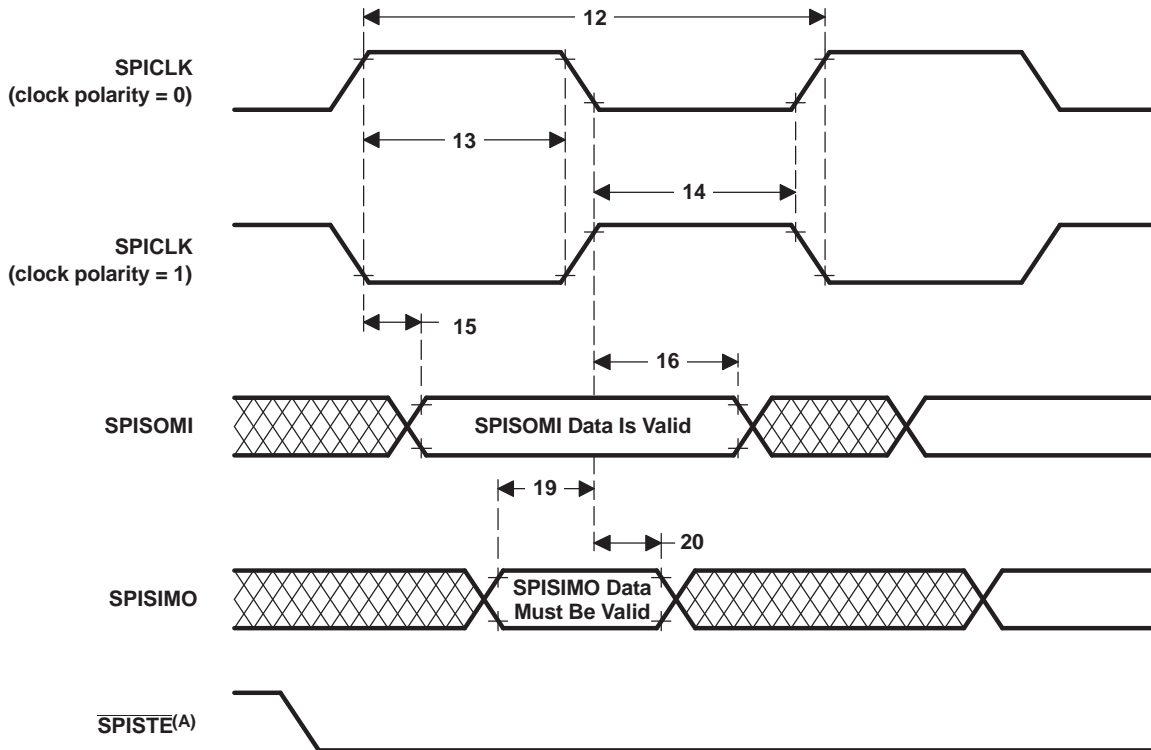 12
SPICLK
(clock polarity = 0)
13
14
SPICLK
(clock polarity = 1)
15
16
SPISOMI
SPISOMI Data Is Valid
19
20
SPISIMO
SPISIMO Data
Must Be Valid
SPISTE(A)